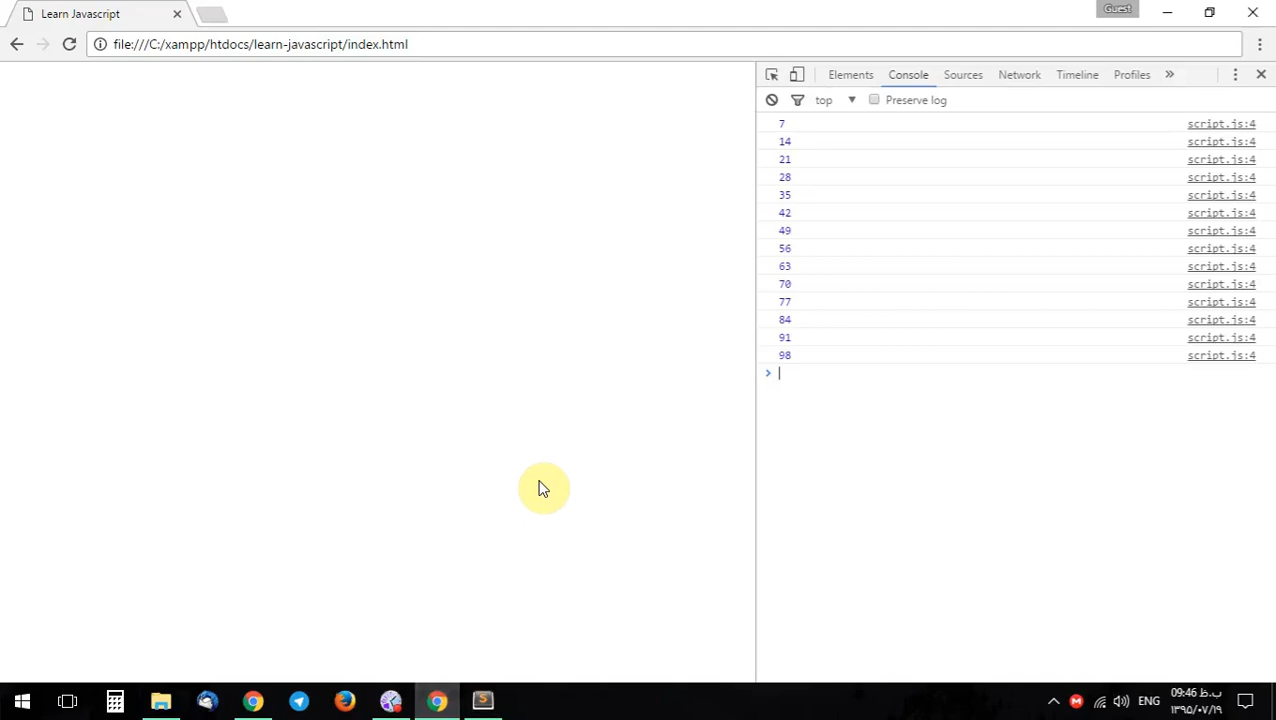 Learn Javascript
Guest
file:///C:/xampp/htdocs/learn-javascript/index.html
Elements Console Sources Network Timeline Profiles »
top Preserve log
7 script.js:4
14 script.js:4
21 script.js:4
28 script.js:4
35 script.js:4
42 script.js:4
49 script.js:4
56 script.js:4
63 script.js:4
70 script.js:4
77 script.js:4
84 script.js:4
91 script.js:4
98 script.js:4
>
ENG
09:46 ب.ظ
۱۳۹۵/۰۷/۱۹